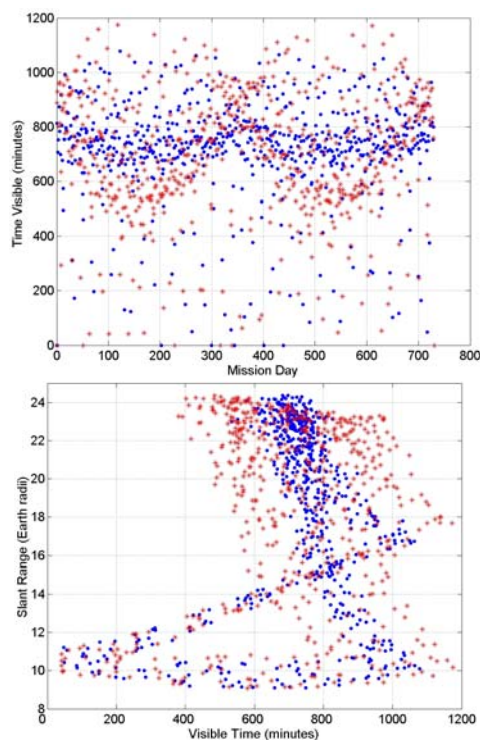 1200
1000
800
600
400
200
0
Time Visible (minutes)
0 100 200 300 400 500 600 700 800
Mission Day
24
22
20
18
16
14
12
10
8
Slant Range (Earth radii)
0 200 400 600 800 1000 1200
Visible Time (minutes)